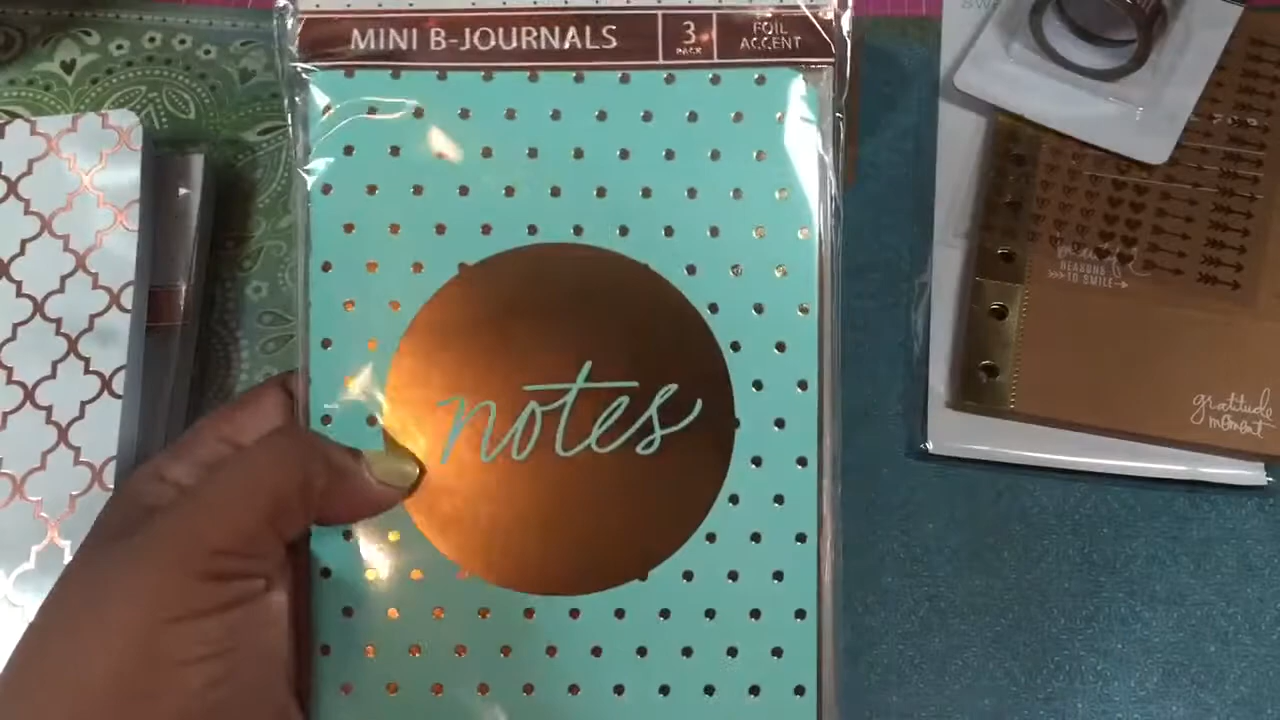 MINI B-JOURNALS
3
PACK
FOIL
ACCENT
notes
REASONS
TO SMILE
gratitude
moment